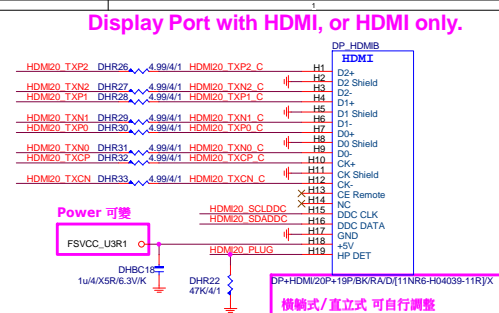 1
Display Port with HDMI, or HDMI only.
DP_HDMIB
HDMI
HDMI20_TXP2 DHR26 4.99/4/1 HDMI20_TXP2_C H1 D2+
H2 D2 Shield
HDMI20_TXN2 DHR27 4.99/4/1 HDMI20_TXN2_C H3 D2-
HDMI20_TXP1 DHR28 4.99/4/1 HDMI20_TXP1_C H4 D1+
H5 D1 Shield
HDMI20_TXN1 DHR29 4.99/4/1 HDMI20_TXN1_C H6 D1-
HDMI20_TXP0 DHR30 4.99/4/1 HDMI20_TXP0_C H7 D0+
H8 D0 Shield
HDMI20_TXN0 DHR31 4.99/4/1 HDMI20_TXN0_C H9 D0-
HDMI20_TXCP DHR32 4.99/4/1 HDMI20_TXCP_C H10 CK+
H11 CK Shield
HDMI20_TXCN DHR33 4.99/4/1 HDMI20_TXCN_C H12 CK-
H13 CE Remote
H14 NC
HDMI20_SCLDDC H15 DDC CLK
HDMI20_SDADDC H16 DDC DATA
H17 GND
H18 +5V
HDMI20_PLUG H19 HP DET
Power 可變
FSVCC_U3R1
DHBC18
1u/4/X5R/6.3V/K
DHR22
47K/4/1
DP+HDMI/20P+19P/BK/RA/D/[11NR6-H04039-11R]/X
橫躺式/直立式 可自行調整